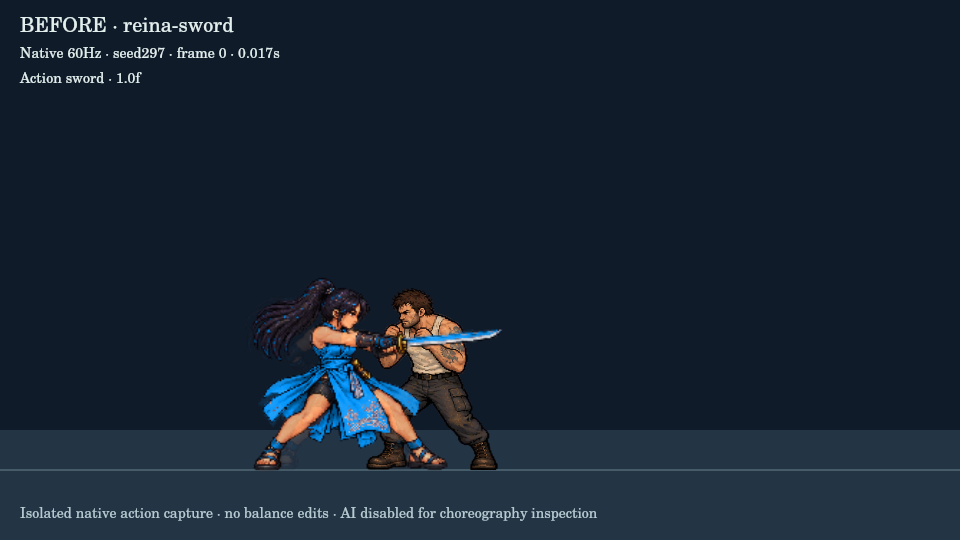 BEFORE · reina-sword
Native 60Hz · seed297 · frame 0 · 0.017s
Action sword · 1.0f
Isolated native action capture · no balance edits · AI disabled for choreography inspection